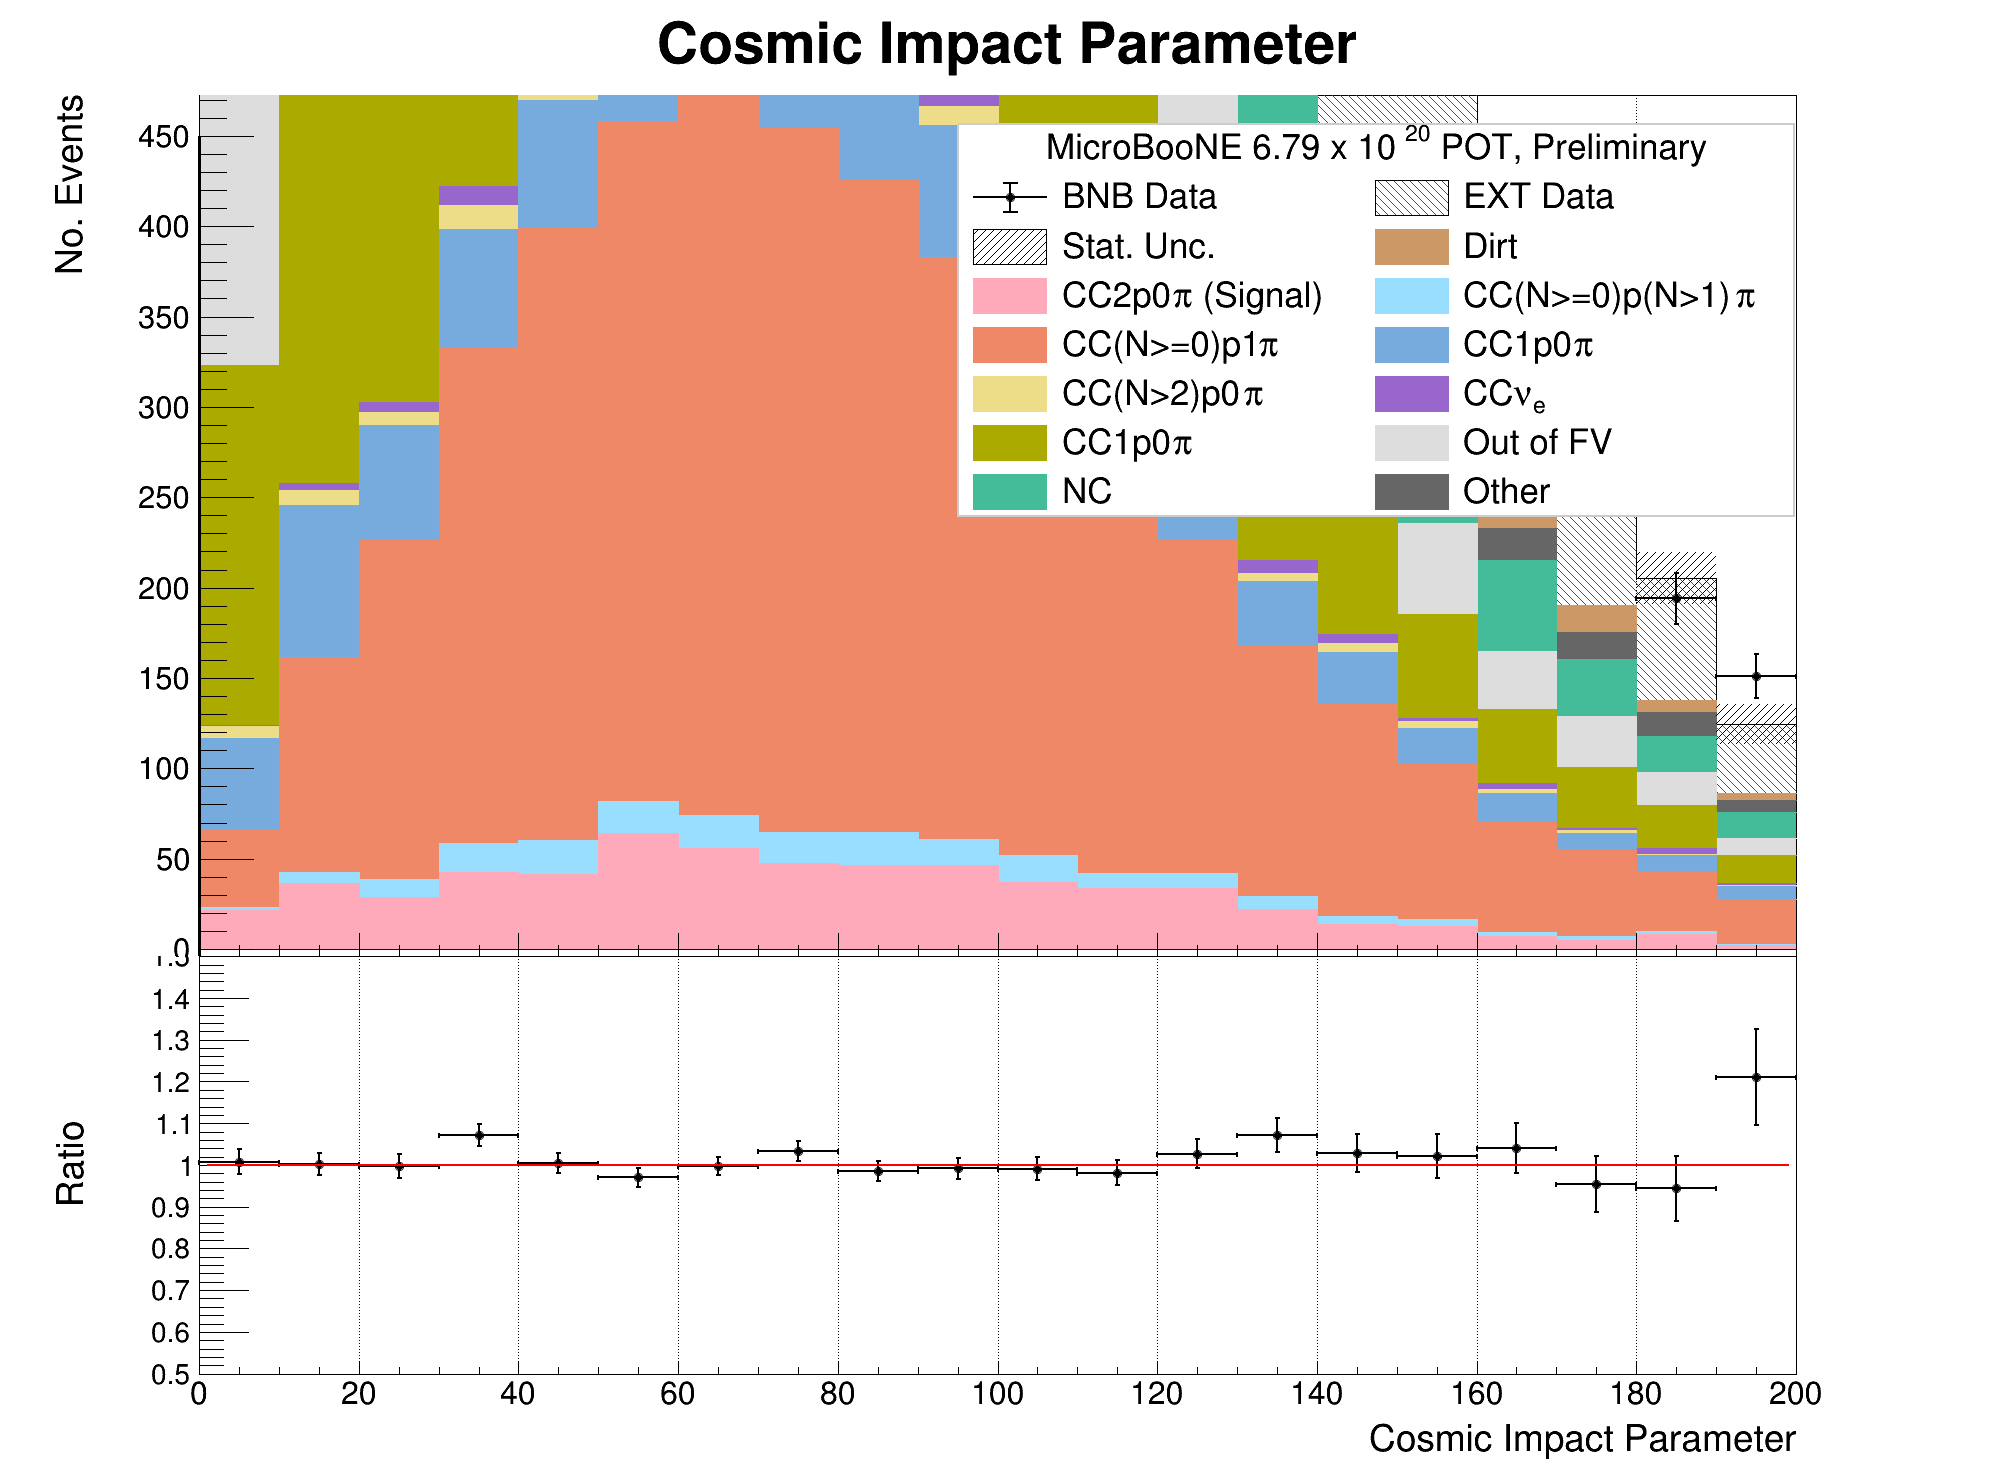 Cosmic Impact Parameter
No. Events
450
400
350
300
250
200
150
100
50
0
MicroBooNE 6.79 x 10 20 POT, Preliminary
BNB Data
EXT Data
Stat. Unc.
Dirt
CC2p0π (Signal)
CC(N>=0)p(N>1)π
CC(N>=0)p1π
CC1p0π
CC(N>2)p0π
CCνe
CC1p0π
Out of FV
NC
Other
Ratio
1.5
1.4
1.3
1.2
1.1
1
0.9
0.8
0.7
0.6
0.5
0 20 40 60 80 100 120 140 160 180 200
Cosmic Impact Parameter